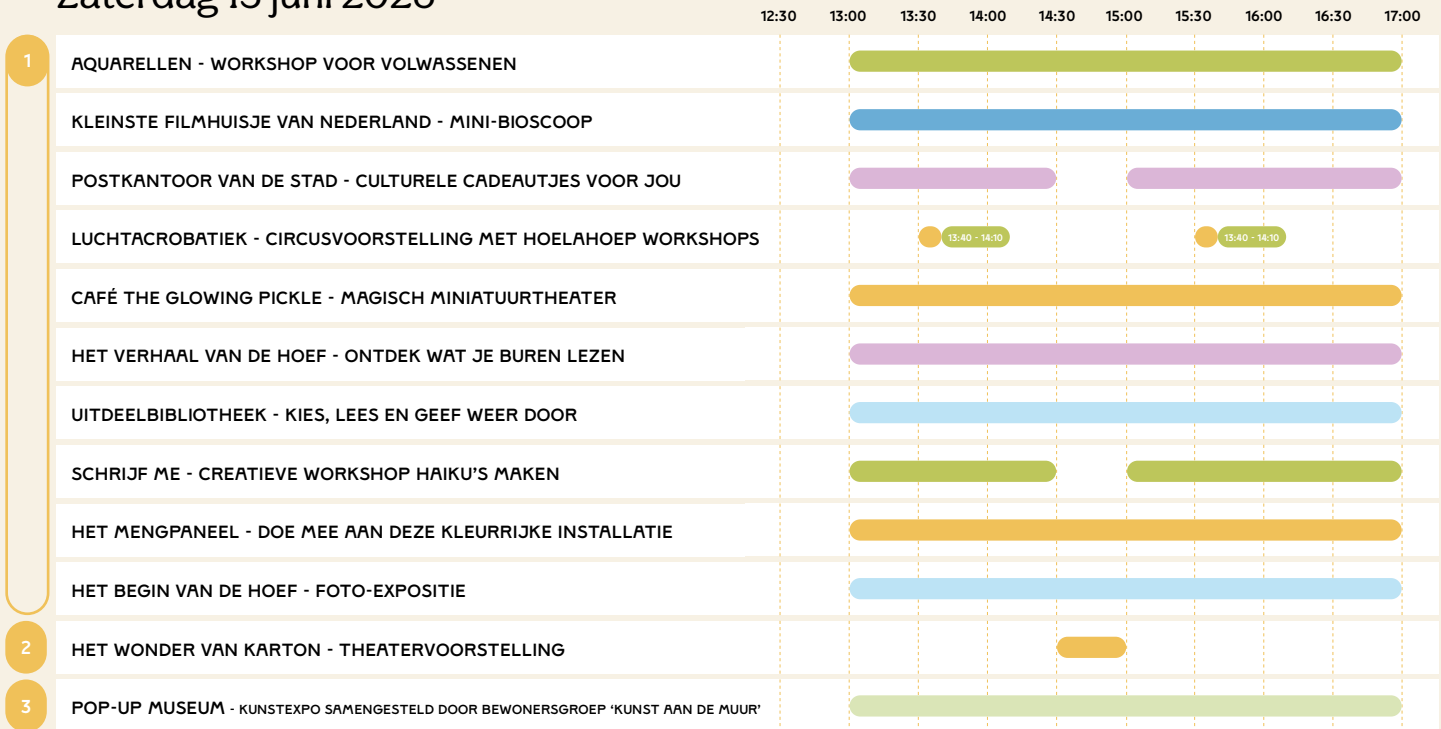 Zaterdag 13 juni 2026
12:30 13:00 13:30 14:00 14:30 15:00 15:30 16:00 16:30 17:00
1
AQUARELLEN - WORKSHOP VOOR VOLWASSENEN
KLEINSTE FILMHUISJE VAN NEDERLAND - MINI-BIOSCOOP
POSTKANTOOR VAN DE STAD - CULTURELE CADEAUTJES VOOR JOU
LUCHTACROBATIEK - CIRCUSVOORSTELLING MET HOELAHOEP WORKSHOPS
13:40 - 14:10
13:40 - 14:10
CAFÉ THE GLOWING PICKLE - MAGISCH MINIATUURTHEATER
HET VERHAAL VAN DE HOEF - ONTDEK WAT JE BUREN LEZEN
UITDEELBIBLIOTHEEK - KIES, LEES EN GEEF WEER DOOR
SCHRIJF ME - CREATIEVE WORKSHOP HAIKU’S MAKEN
HET MENGPANEEL - DOE MEE AAN DEZE KLEURRIJKE INSTALLATIE
HET BEGIN VAN DE HOEF - FOTO-EXPOSITIE
2
HET WONDER VAN KARTON - THEATERVOORSTELLING
3
POP-UP MUSEUM - KUNSTEXPO SAMENGESTELD DOOR BEWONERSGROEP ‘KUNST AAN DE MUUR’